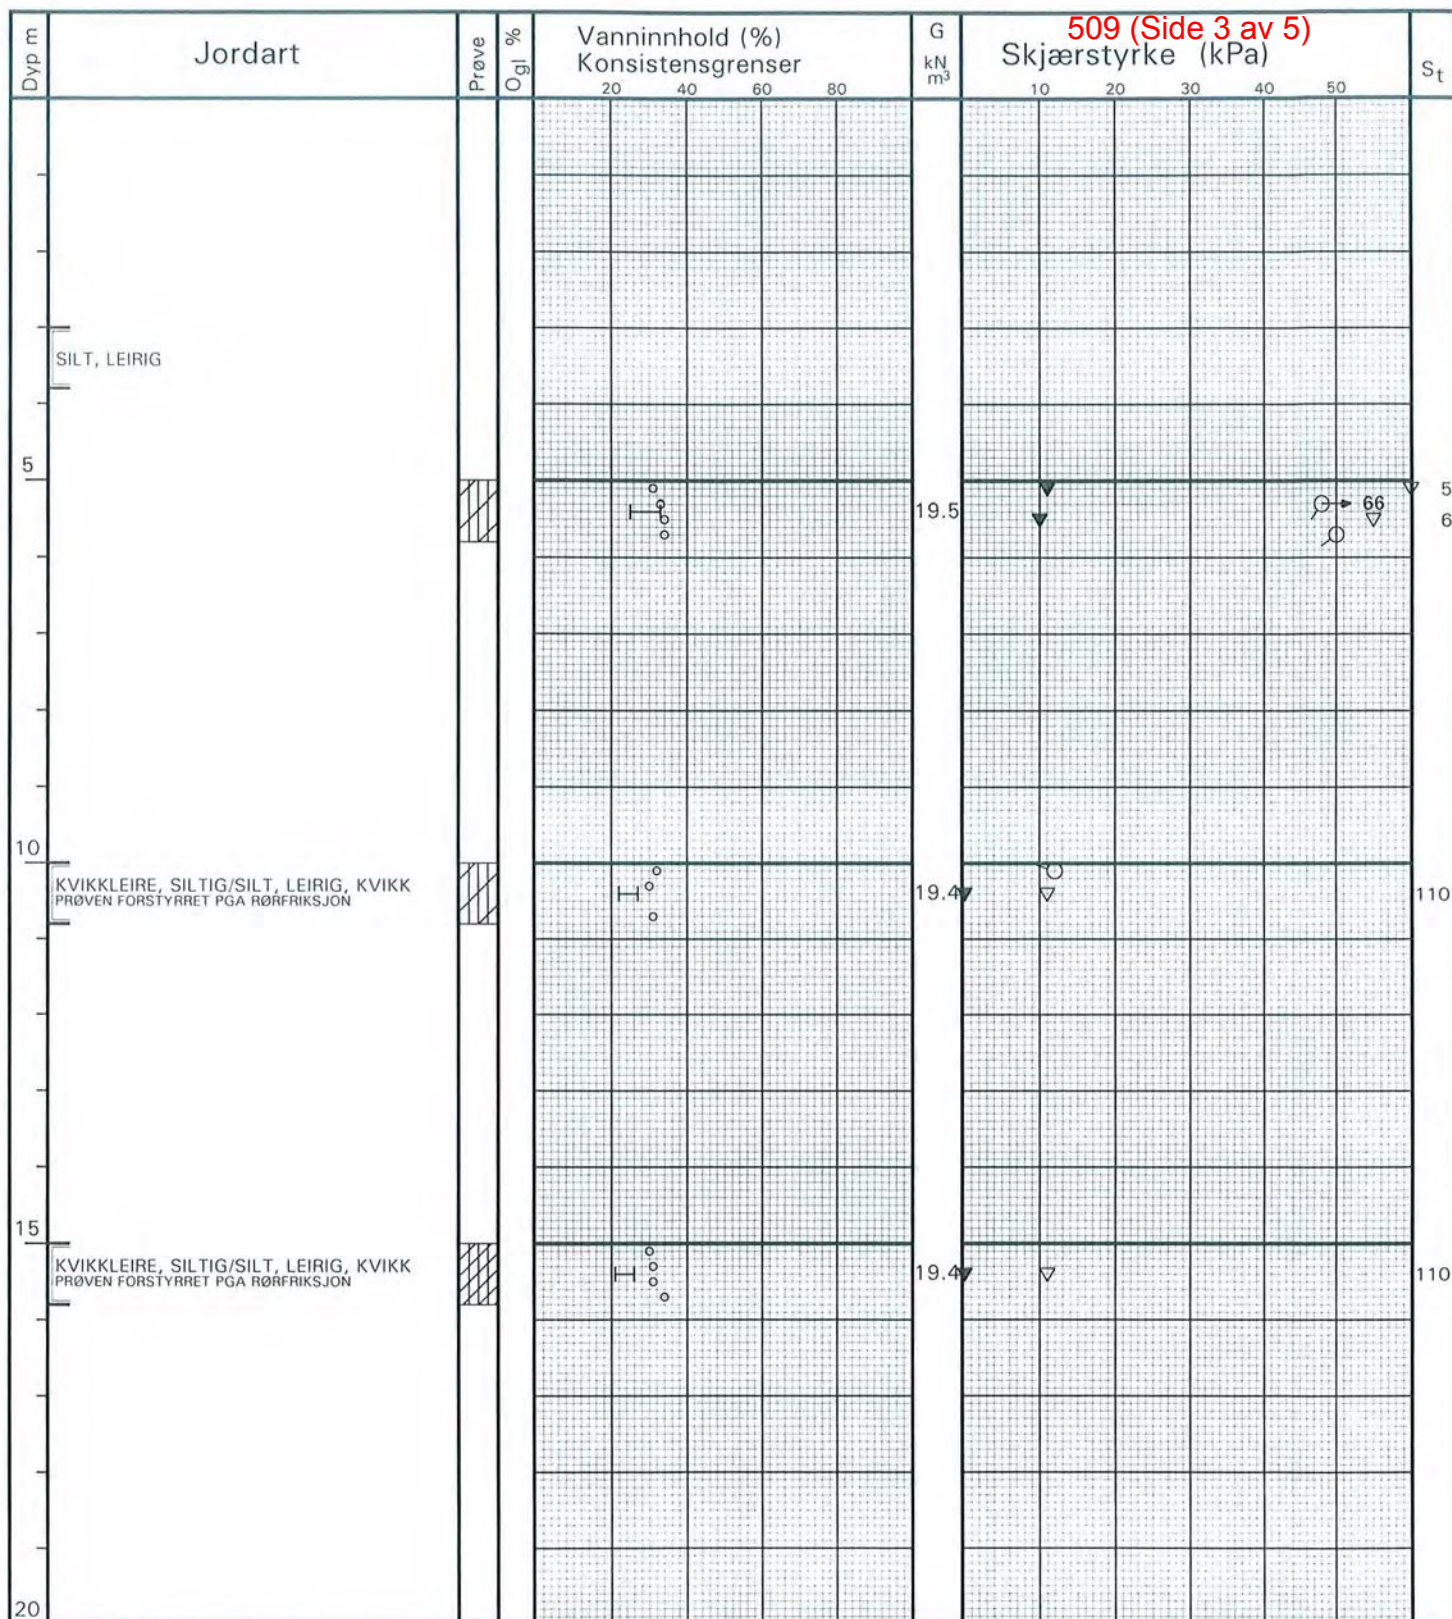 509 (Side 3 av 5)
Dyp m
Jordart
Prøve
Ogl %
Vanninnhold (%)
Konsistensgrenser
20 40 60 80
G
kN
m³
Skjærstyrke (kPa)
10 20 30 40 50
St
SILT, LEIRIG
5
5
66
19.5
6
10
KVIKKLEIRE, SILTIG/SILT, LEIRIG, KVIKK
PRØVEN FORSTYRRET PGA RØRFRIKSJON
19.4
110
15
KVIKKLEIRE, SILTIG/SILT, LEIRIG, KVIKK
PRØVEN FORSTYRRET PGA RØRFRIKSJON
19.4
110
20